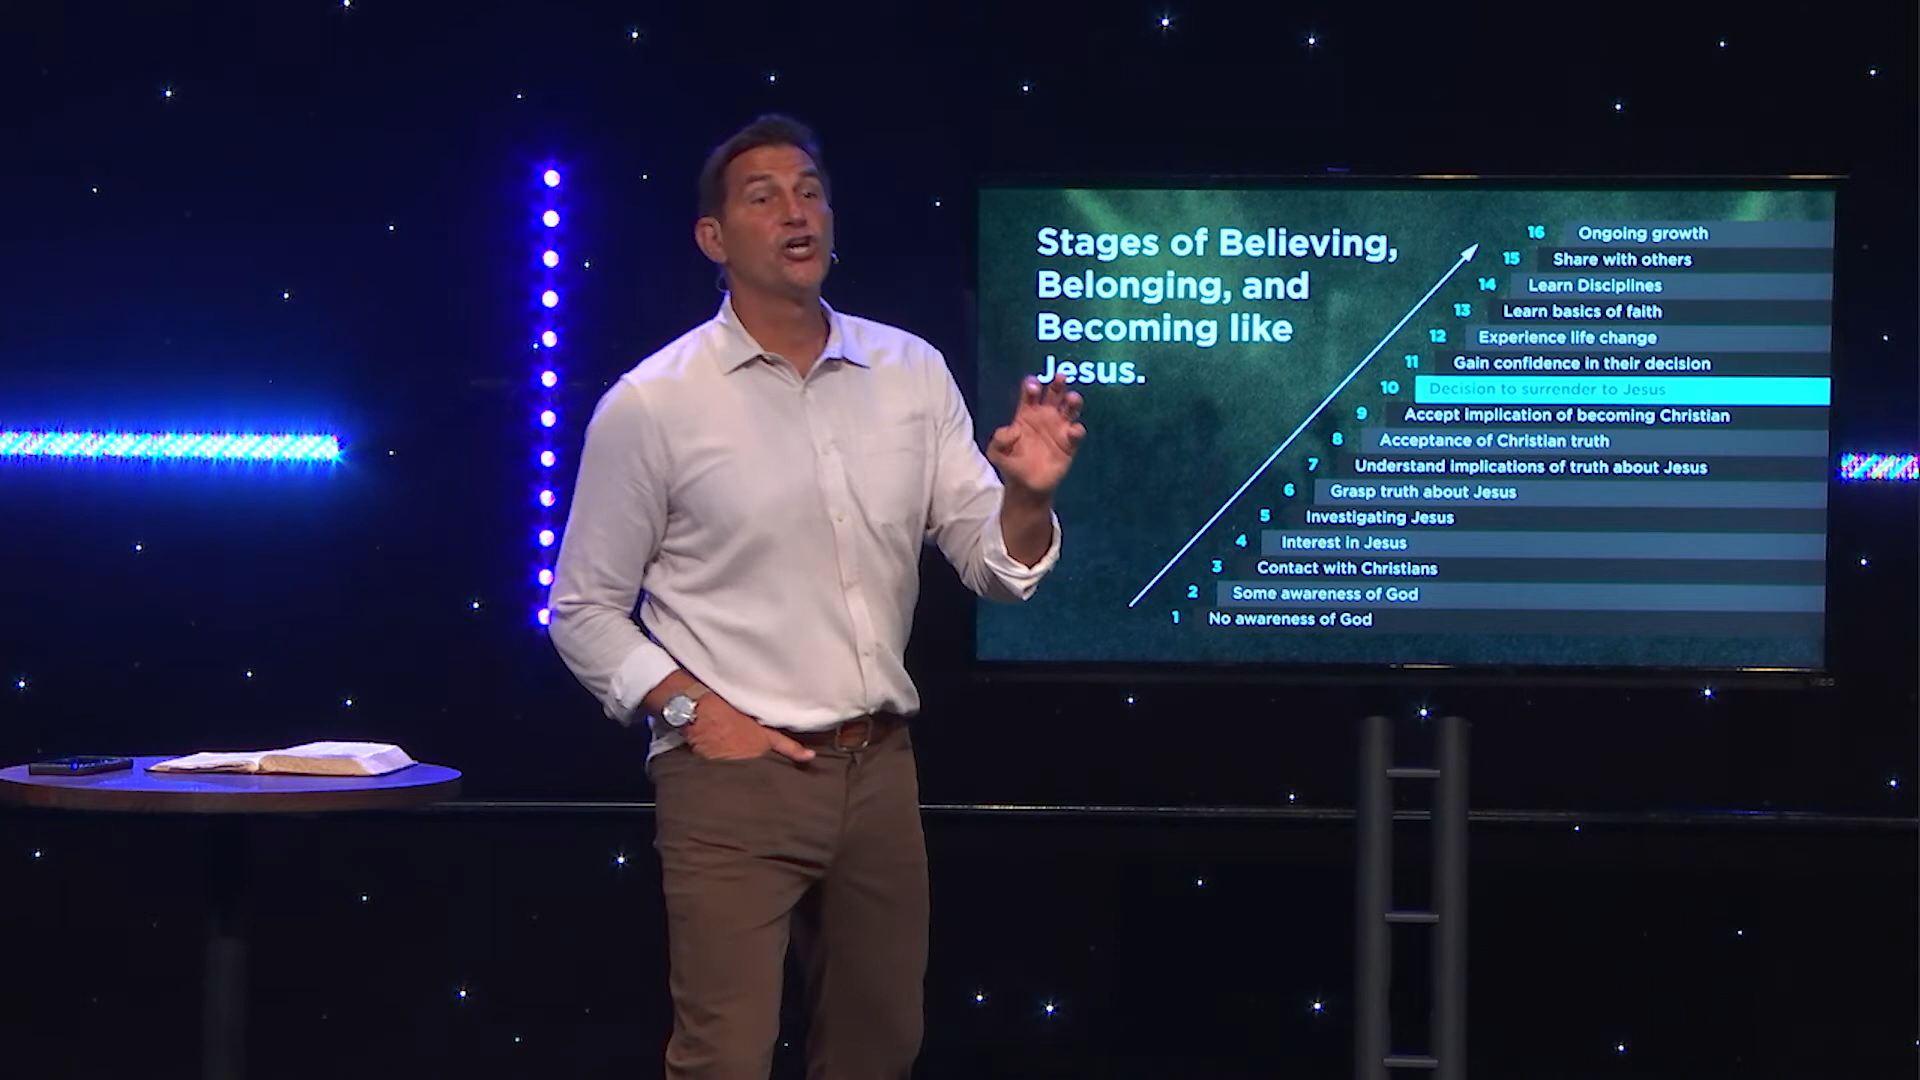 Stages of Believing,
Belonging, and
Becoming like
Jesus.
16 Ongoing growth
15 Share with others
14 Learn Disciplines
13 Learn basics of faith
12 Experience life change
11 Gain confidence in their decision
10 Decision to surrender to Jesus
9 Accept implication of becoming Christian
8 Acceptance of Christian truth
7 Understand implications of truth about Jesus
6 Grasp truth about Jesus
5 Investigating Jesus
4 Interest in Jesus
3 Contact with Christians
2 Some awareness of God
1 No awareness of God